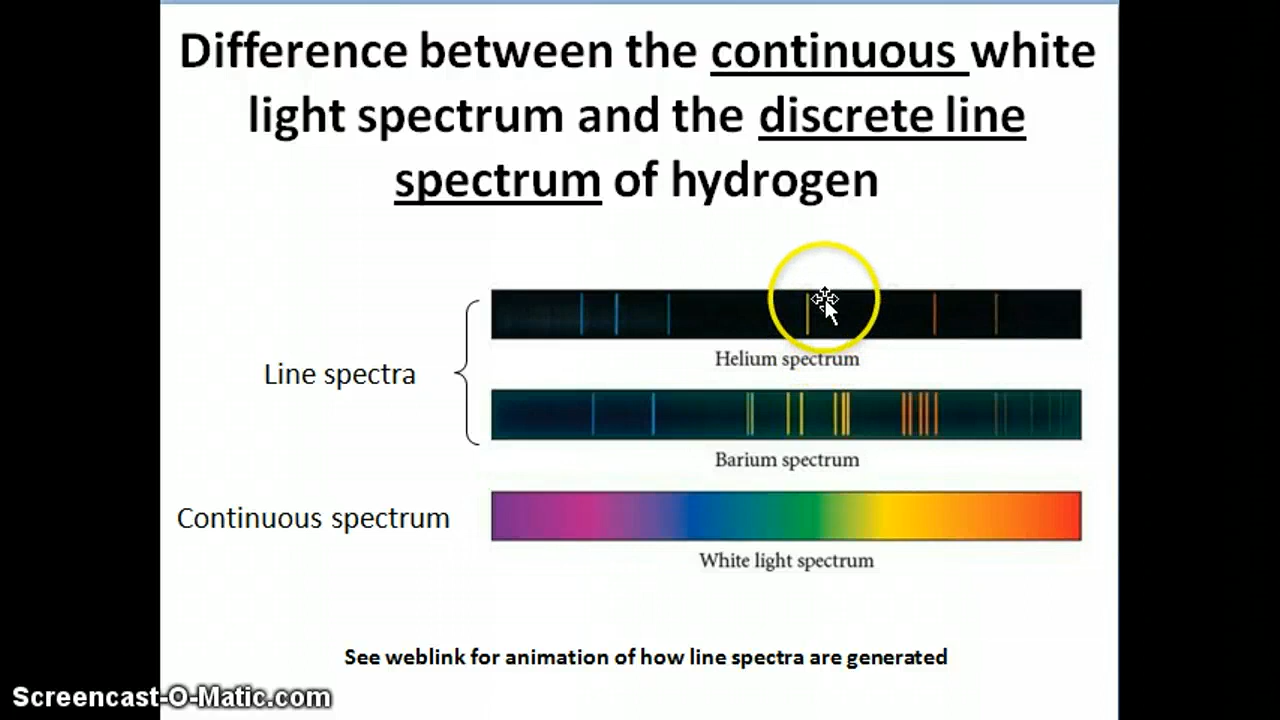 Difference between the continuous white
light spectrum and the discrete line
spectrum of hydrogen
Line spectra
Helium spectrum
Barium spectrum
Continuous spectrum
White light spectrum
See weblink for animation of how line spectra are generated
Screencast-O-Matic.com